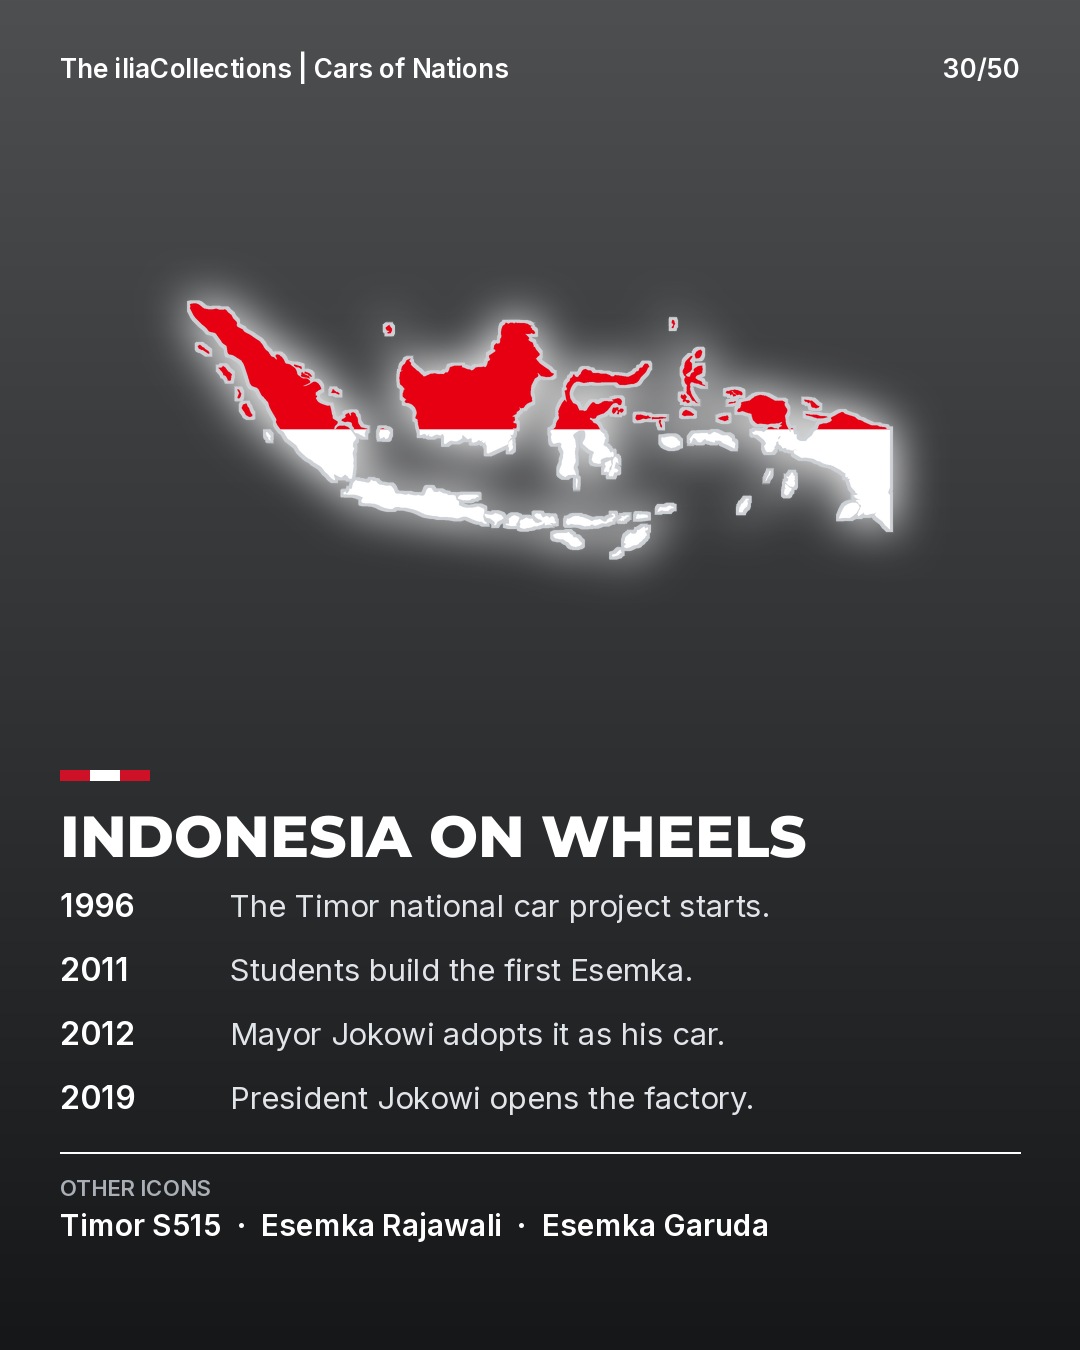 The iliaCollections | Cars of Nations
30/50
INDONESIA ON WHEELS
1996 The Timor national car project starts.
2011 Students build the first Esemka.
2012 Mayor Jokowi adopts it as his car.
2019 President Jokowi opens the factory.
OTHER ICONS
Timor S515 · Esemka Rajawali · Esemka Garuda